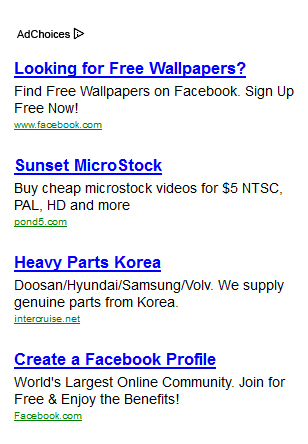 AdChoices
Looking for Free Wallpapers?
Find Free Wallpapers on Facebook. Sign Up
Free Now!
www.facebook.com
Sunset MicroStock
Buy cheap microstock videos for $5 NTSC,
PAL, HD and more
pond5.com
Heavy Parts Korea
Doosan/Hyundai/Samsung/Volv. We supply
genuine parts from Korea.
intercruise.net
Create a Facebook Profile
World's Largest Online Community. Join for
Free & Enjoy the Benefits!
Facebook.com